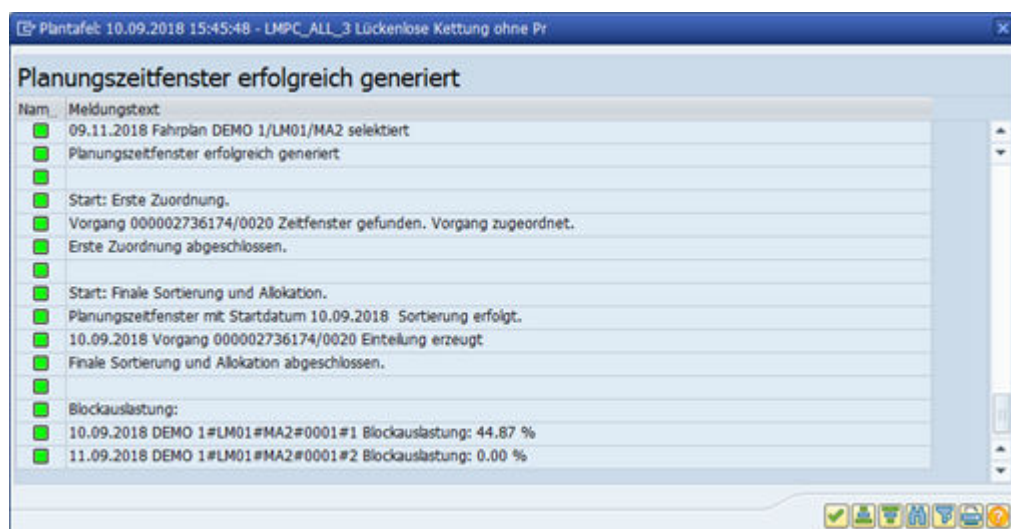 Plantafel: 10.09.2018 15:45:48 - LMPC_ALL_3 Lückenlose Kettung ohne Pr
Planungszeitfenster erfolgreich generiert
Nam... Meldungstext
09.11.2018 Fahrplan DEMO 1/LM01/MA2 selektiert
Planungszeitfenster erfolgreich generiert
Start: Erste Zuordnung.
Vorgang 000002736174/0020 Zeitfenster gefunden. Vorgang zugeordnet.
Erste Zuordnung abgeschlossen.
Start: Finale Sortierung und Allokation.
Planungszeitfenster mit Startdatum 10.09.2018 Sortierung erfolgt.
10.09.2018 Vorgang 000002736174/0020 Einteilung erzeugt
Finale Sortierung und Allokation abgeschlossen.
Blockauslastung:
10.09.2018 DEMO 1#LM01#MA2#0001#1 Blockauslastung: 44.87 %
11.09.2018 DEMO 1#LM01#MA2#0001#2 Blockauslastung: 0.00 %